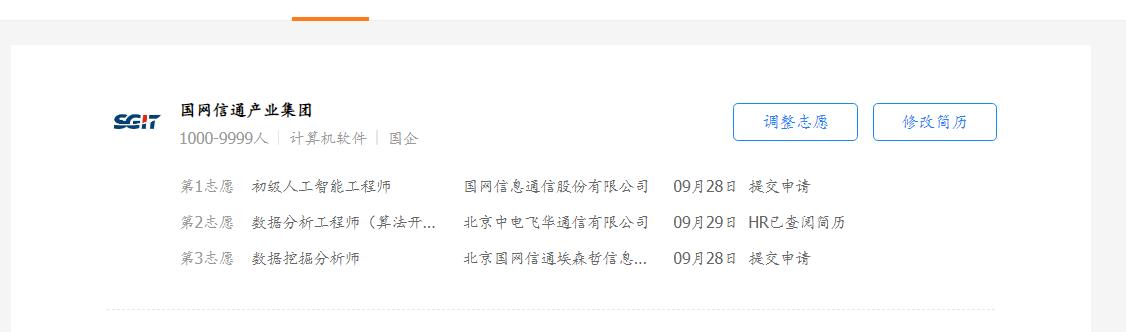 SGIT
国网信通产业集团
1000-9999人 | 计算机软件 | 国企
调整志愿 修改简历
第1志愿 初级人工智能工程师 国网信息通信股份有限公司 09月28日 提交申请
第2志愿 数据分析工程师（算法开... 北京中电飞华通信有限公司 09月29日 HR已查阅简历
第3志愿 数据挖掘分析师 北京国网信通埃森哲信息... 09月28日 提交申请